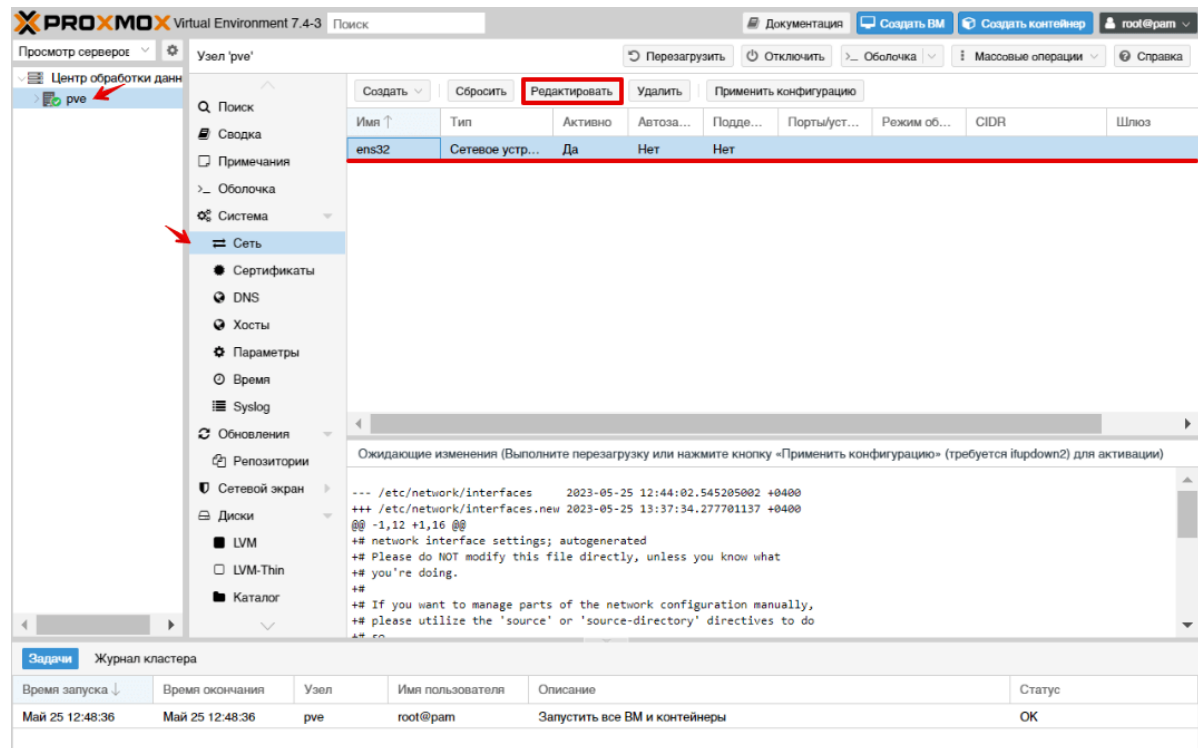 PROXMOX Virtual Environment 7.4-3 Поиск Документация Создать ВМ Создать контейнер root@pam
Просмотр серверов Узел 'pve' Перезагрузить Отключить >_ Оболочка Массовые операции Справка
Центр обработки данн
pve
Поиск
Сводка
Примечания
>_ Оболочка
Система
Сеть
Сертификаты
DNS
Хосты
Параметры
Время
Syslog
Обновления
Репозитории
Сетевой экран
Диски
LVM
LVM-Thin
Каталог
Создать Сбросить Редактировать Удалить Применить конфигурацию
Имя ↑ Тип Активно Автоза... Подде... Порты/уст... Режим об... CIDR Шлюз
ens32 Сетевое устр... Да Нет Нет
Ожидающие изменения (Выполните перезагрузку или нажмите кнопку «Применить конфигурацию» (требуется ifupdown2) для активации)
--- /etc/network/interfaces 2023-05-25 12:44:02.545205002 +0400
+++ /etc/network/interfaces.new 2023-05-25 13:37:34.277701137 +0400
@@ -1,12 +1,16 @@
+# network interface settings; autogenerated
+# Please do NOT modify this file directly, unless you know what
+# you're doing.
+#
+# If you want to manage parts of the network configuration manually,
+# please utilize the 'source' or 'source-directory' directives to do
+# so
Задачи Журнал кластера
Время запуска ↓ Время окончания Узел Имя пользователя Описание Статус
Май 25 12:48:36 Май 25 12:48:36 pve root@pam Запустить все ВМ и контейнеры OK